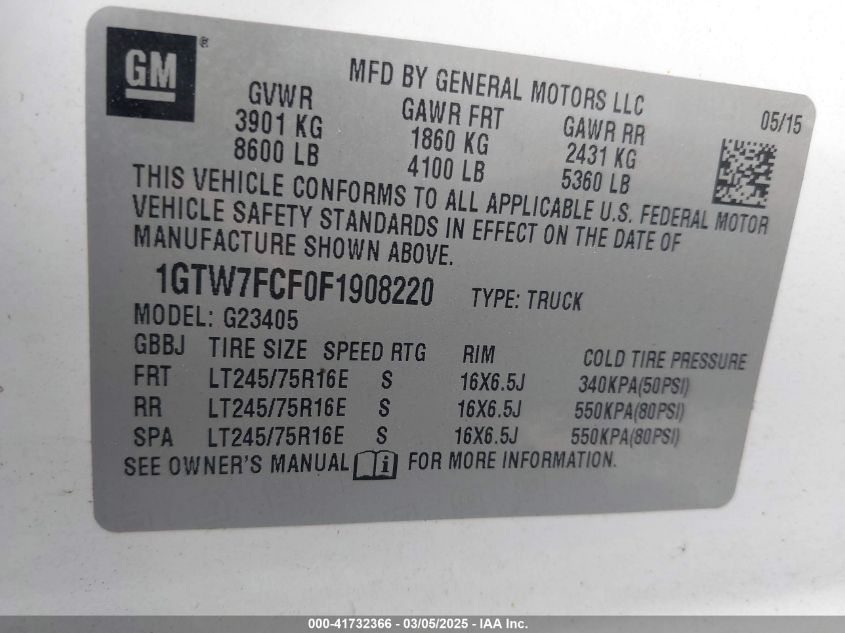 GM®
MFD BY GENERAL MOTORS LLC
05/15
GVWR GAWR FRT GAWR RR
3901 KG 1860 KG 2431 KG
8600 LB 4100 LB 5360 LB
THIS VEHICLE CONFORMS TO ALL APPLICABLE U.S. FEDERAL MOTOR
VEHICLE SAFETY STANDARDS IN EFFECT ON THE DATE OF
MANUFACTURE SHOWN ABOVE.
1GTW7FCF0F1908220 TYPE: TRUCK
MODEL: G23405
GBBJ TIRE SIZE SPEED RTG RIM COLD TIRE PRESSURE
FRT LT245/75R16E S 16X6.5J 340KPA(50PSI)
RR LT245/75R16E S 16X6.5J 550KPA(80PSI)
SPA LT245/75R16E S 16X6.5J 550KPA(80PSI)
SEE OWNER'S MANUAL i FOR MORE INFORMATION.
000-41732366 - 03/05/2025 - IAA Inc.